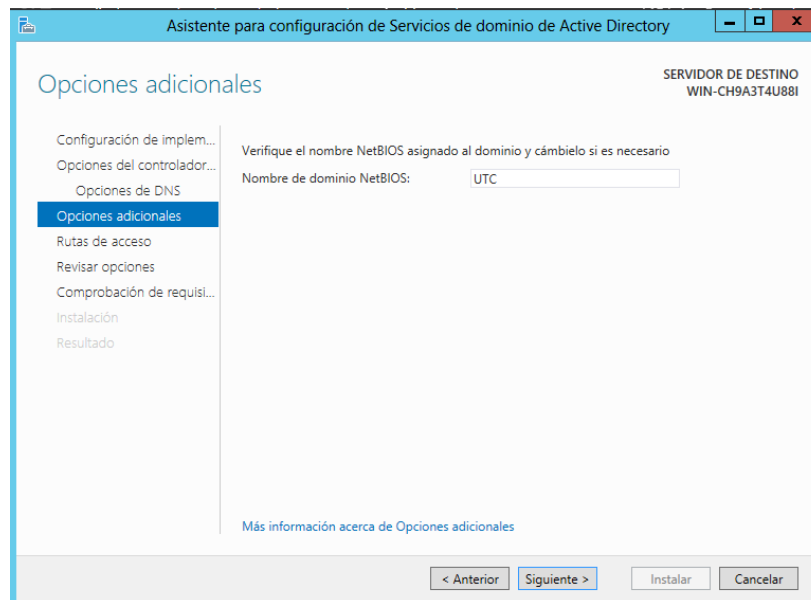 Asistente para configuración de Servicios de dominio de Active Directory
Opciones adicionales
SERVIDOR DE DESTINO
WIN-CH9A3T4U88I
Configuración de implem...
Opciones del controlador...
Opciones de DNS
Opciones adicionales
Rutas de acceso
Revisar opciones
Comprobación de requisi...
Instalación
Resultado
Verifique el nombre NetBIOS asignado al dominio y cámbielo si es necesario
Nombre de dominio NetBIOS: UTC
Más información acerca de Opciones adicionales
< Anterior Siguiente > Instalar Cancelar